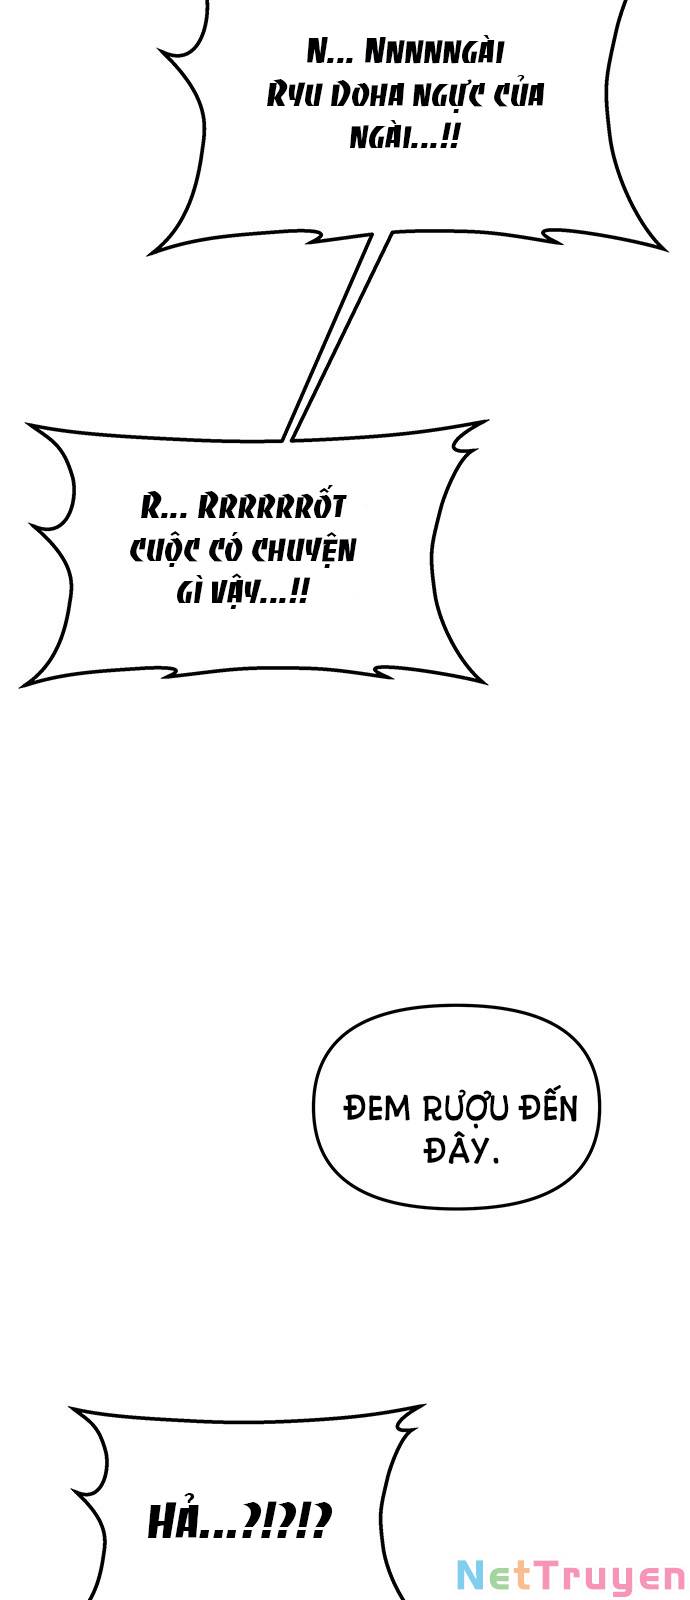 N... Nnnnngài
Ryu Doha ngực của
ngài...!!
R... Rrrrrrốt
cuộc có chuyện
gì vậy...!!
ĐEM RƯỢU ĐẾN
ĐÂY.
Hả...?!?!?
NetTruyen